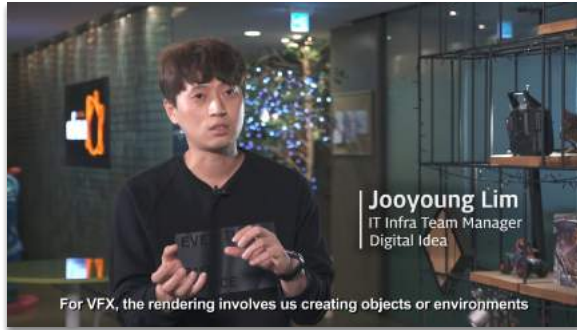 Jooyoung Lim
IT Infra Team Manager
Digital Idea
For VFX, the rendering involves us creating objects or environments